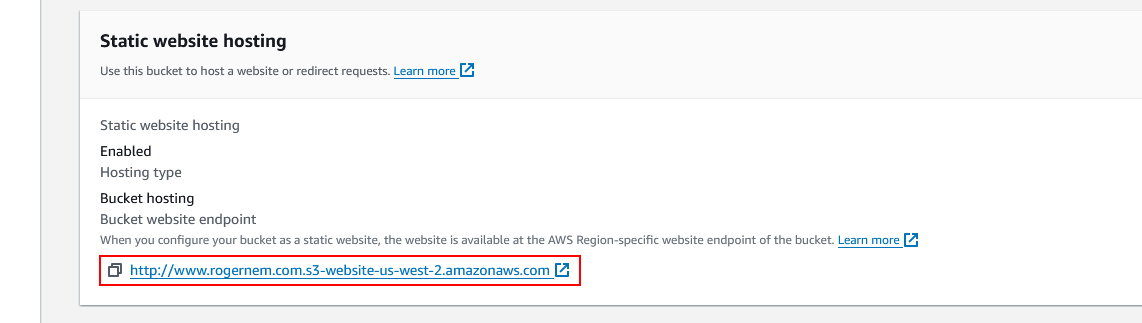 Static website hosting
Use this bucket to host a website or redirect requests. Learn more
Static website hosting
Enabled
Hosting type
Bucket hosting
Bucket website endpoint
When you configure your bucket as a static website, the website is available at the AWS Region-specific website endpoint of the bucket. Learn more
http://www.rogernem.com.s3-website-us-west-2.amazonaws.com